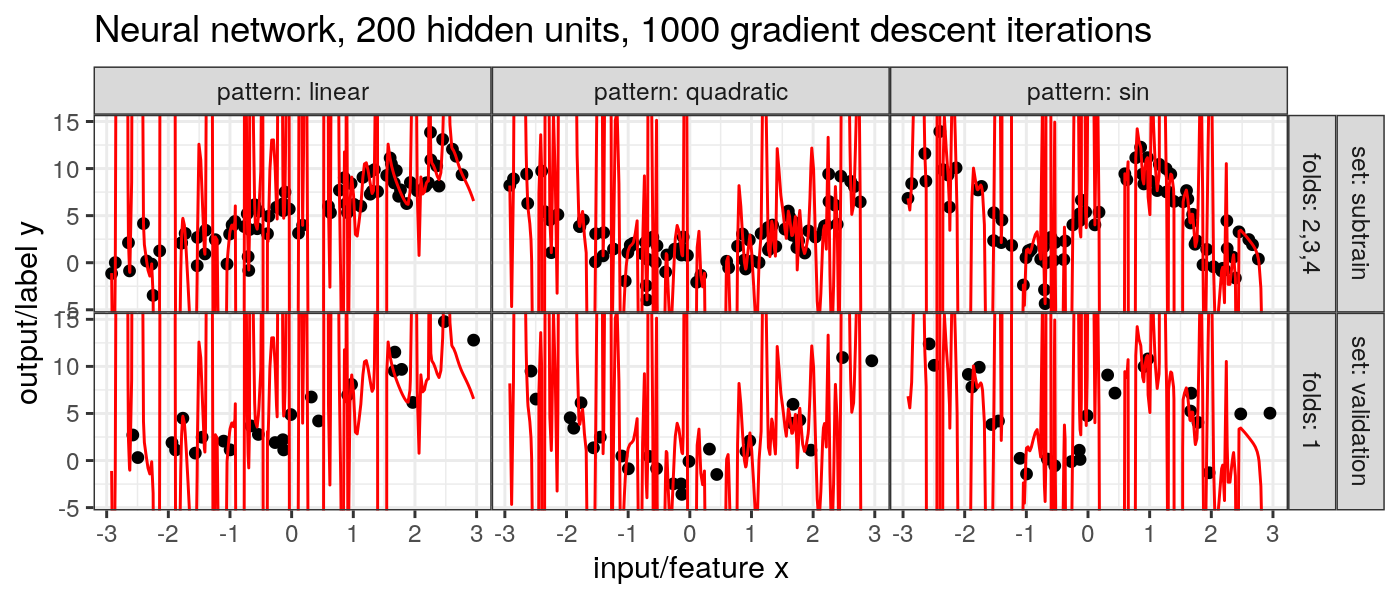 Neural network, 200 hidden units, 1000 gradient descent iterations
pattern: linear
pattern: quadratic
pattern: sin
output/label y
15
10
5
0
-5
15
10
5
0
-5
folds: 2,3,4
set: subtrain
folds: 1
set: validation
-3 -2 -1 0 1 2 3 -3 -2 -1 0 1 2 3 -3 -2 -1 0 1 2 3
input/feature x